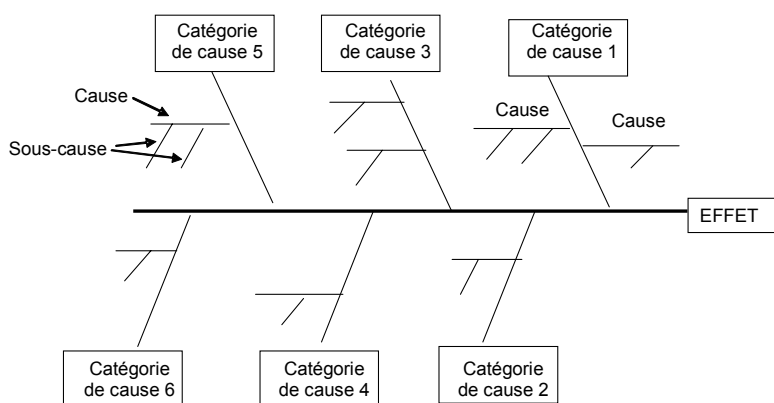 Catégorie
de cause 5
Catégorie
de cause 3
Catégorie
de cause 1
Cause
Cause
Cause
Sous-cause
EFFET
Catégorie
de cause 6
Catégorie
de cause 4
Catégorie
de cause 2